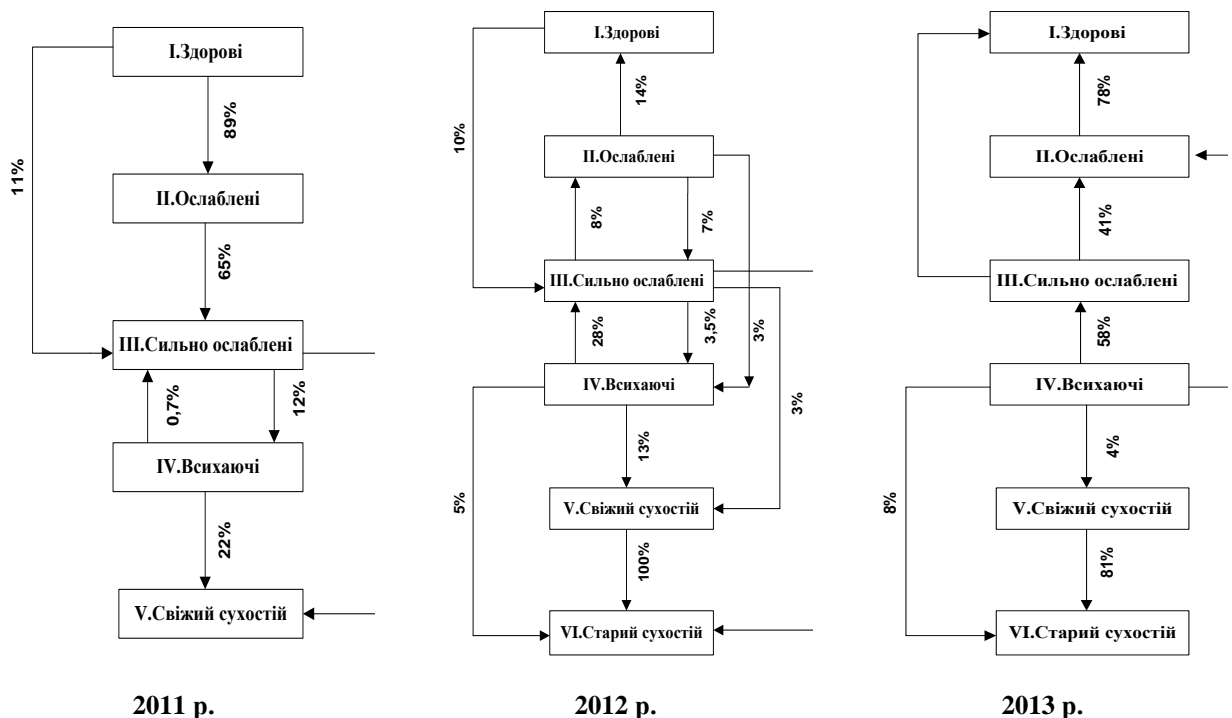 I.Здорові
89%
11%
II.Ослаблені
65%
III.Сильно ослаблені
0,7%
12%
IV.Всихаючі
22%
V.Свіжий сухостій
2011 р.
I.Здорові
14%
10%
II.Ослаблені
8%
7%
III.Сильно ослаблені
28%
3,5%
3%
IV.Всихаючі
3%
13%
5%
V.Свіжий сухостій
100%
VI.Старий сухостій
2012 р.
I.Здорові
78%
II.Ослаблені
41%
III.Сильно ослаблені
58%
IV.Всихаючі
4%
8%
V.Свіжий сухостій
81%
VI.Старий сухостій
2013 р.